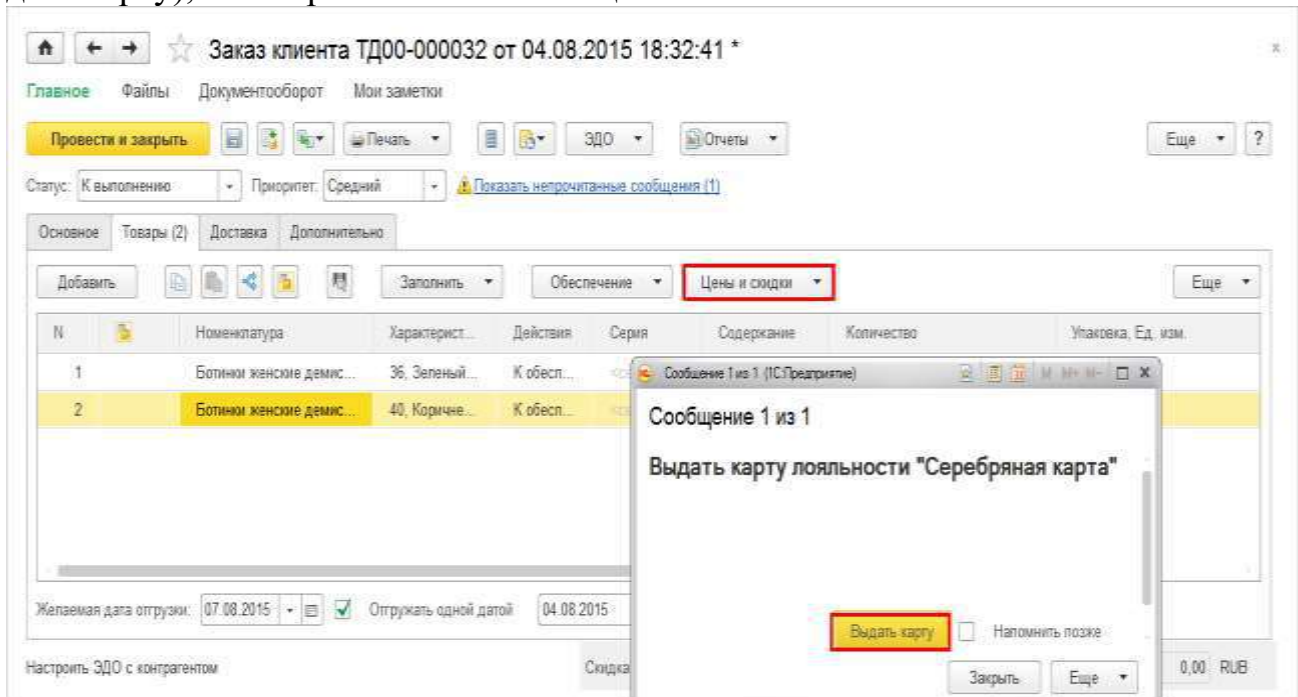 Заказ клиента ТД00-000032 от 04.08.2015 18:32:41 *
Главное Файлы Документооборот Мои заметки
Провести и закрыть Печать ЭДО Отчеты Еще ?
Статус: К выполнению Приоритет: Средний Показать непрочитанные сообщения (1)
Основное Товары (2) Доставка Дополнительно
Добавить Заполнить Обеспечение Цены и скидки Еще
N Номенклатура Характерист... Действия Серия Содержание Количество Упаковка, Ед. изм.
1 Ботинки женские демис... 36, Зеленый... К обесп...
2 Ботинки женские демис... 40, Коричне... К обесп...
Сообщение 1 из 1 (1С:Предприятие) M M+ M-
Сообщение 1 из 1
Выдать карту лояльности "Серебряная карта"
Выдать карту Напомнить позже
Закрыть Еще
Желаемая дата отгрузки: 07.08.2015 Отгружать одной датой 04.08.2015
Настроить ЭДО с контрагентом Скидка 0,00 RUB